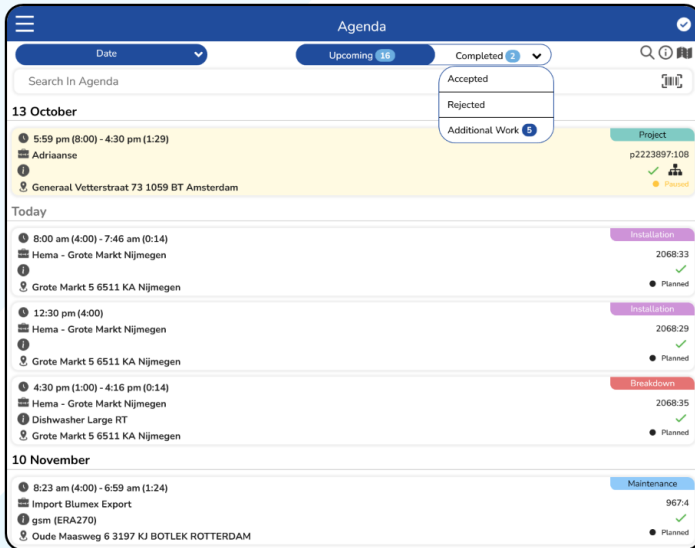 Agenda
Date
Upcoming 16
Completed 2
Search In Agenda
Accepted
Rejected
Additional Work 5
13 October
5:59 pm (8:00) - 4:30 pm (1:29)
Project
Adriaanse
p2223897:108
Generaal Vetterstraat 73 1059 BT Amsterdam
Paused
Today
8:00 am (4:00) - 7:46 am (0:14)
Installation
Hema - Grote Markt Nijmegen
2068:33
Grote Markt 5 6511 KA Nijmegen
Planned
12:30 pm (4:00)
Installation
Hema - Grote Markt Nijmegen
2068:29
Grote Markt 5 6511 KA Nijmegen
Planned
4:30 pm (1:00) - 4:16 pm (0:14)
Breakdown
Hema - Grote Markt Nijmegen
2068:35
Dishwasher Large RT
Grote Markt 5 6511 KA Nijmegen
Planned
10 November
8:23 am (4:00) - 6:59 am (1:24)
Maintenance
Import Blumex Export
967:4
gsm (ERA270)
Oude Maasweg 6 3197 KJ BOTLEK ROTTERDAM
Planned